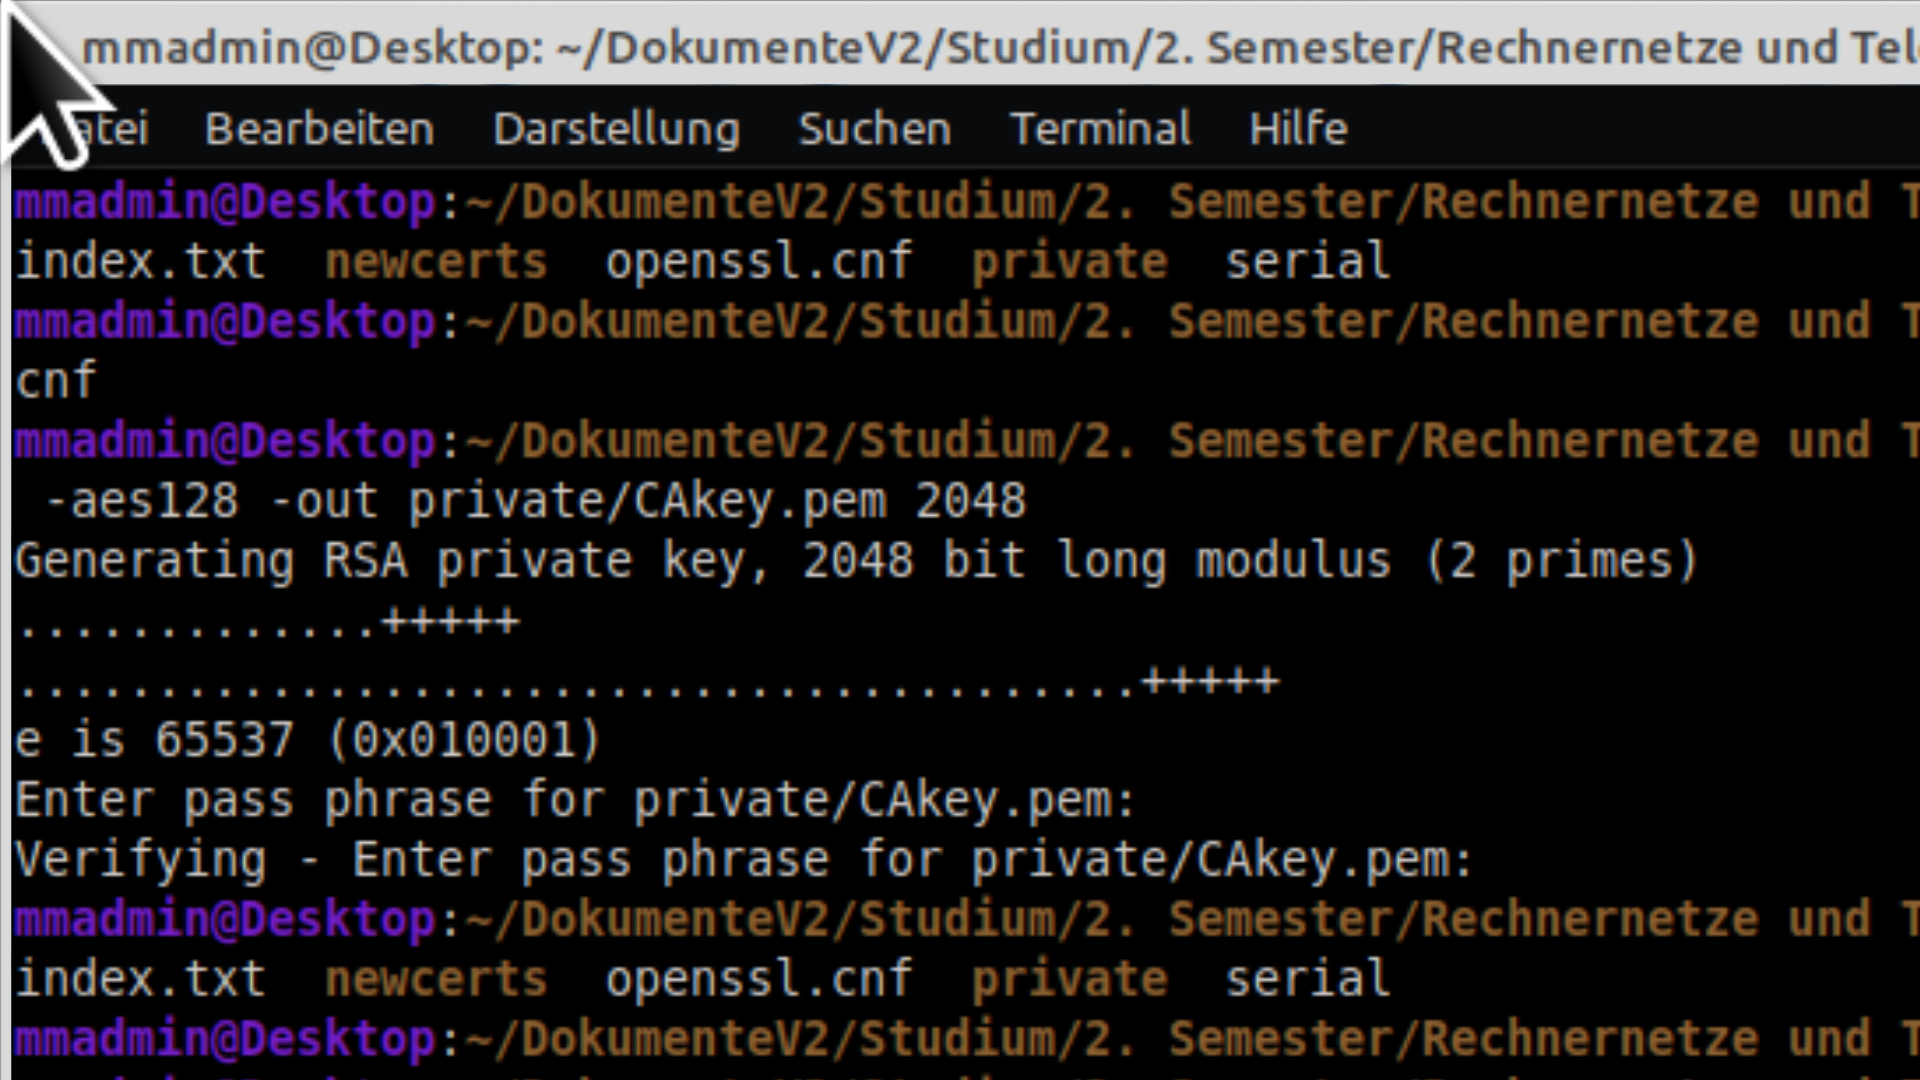 mmadmin@Desktop: ~/DokumenteV2/Studium/2. Semester/Rechnernetze und
Bearbeiten Darstellung Suchen Terminal Hilfe
mmadmin@Desktop:~/DokumenteV2/Studium/2. Semester/Rechnernetze und
index.txt newcerts openssl.cnf private serial
mmadmin@Desktop:~/DokumenteV2/Studium/2. Semester/Rechnernetze und
cnf
mmadmin@Desktop:~/DokumenteV2/Studium/2. Semester/Rechnernetze und
-aes128 -out private/CAkey.pem 2048
Generating RSA private key, 2048 bit long modulus (2 primes)
.............+++++
........................................+++++
e is 65537 (0x010001)
Enter pass phrase for private/CAkey.pem:
Verifying - Enter pass phrase for private/CAkey.pem:
mmadmin@Desktop:~/DokumenteV2/Studium/2. Semester/Rechnernetze und
index.txt newcerts openssl.cnf private serial
mmadmin@Desktop:~/DokumenteV2/Studium/2. Semester/Rechnernetze und